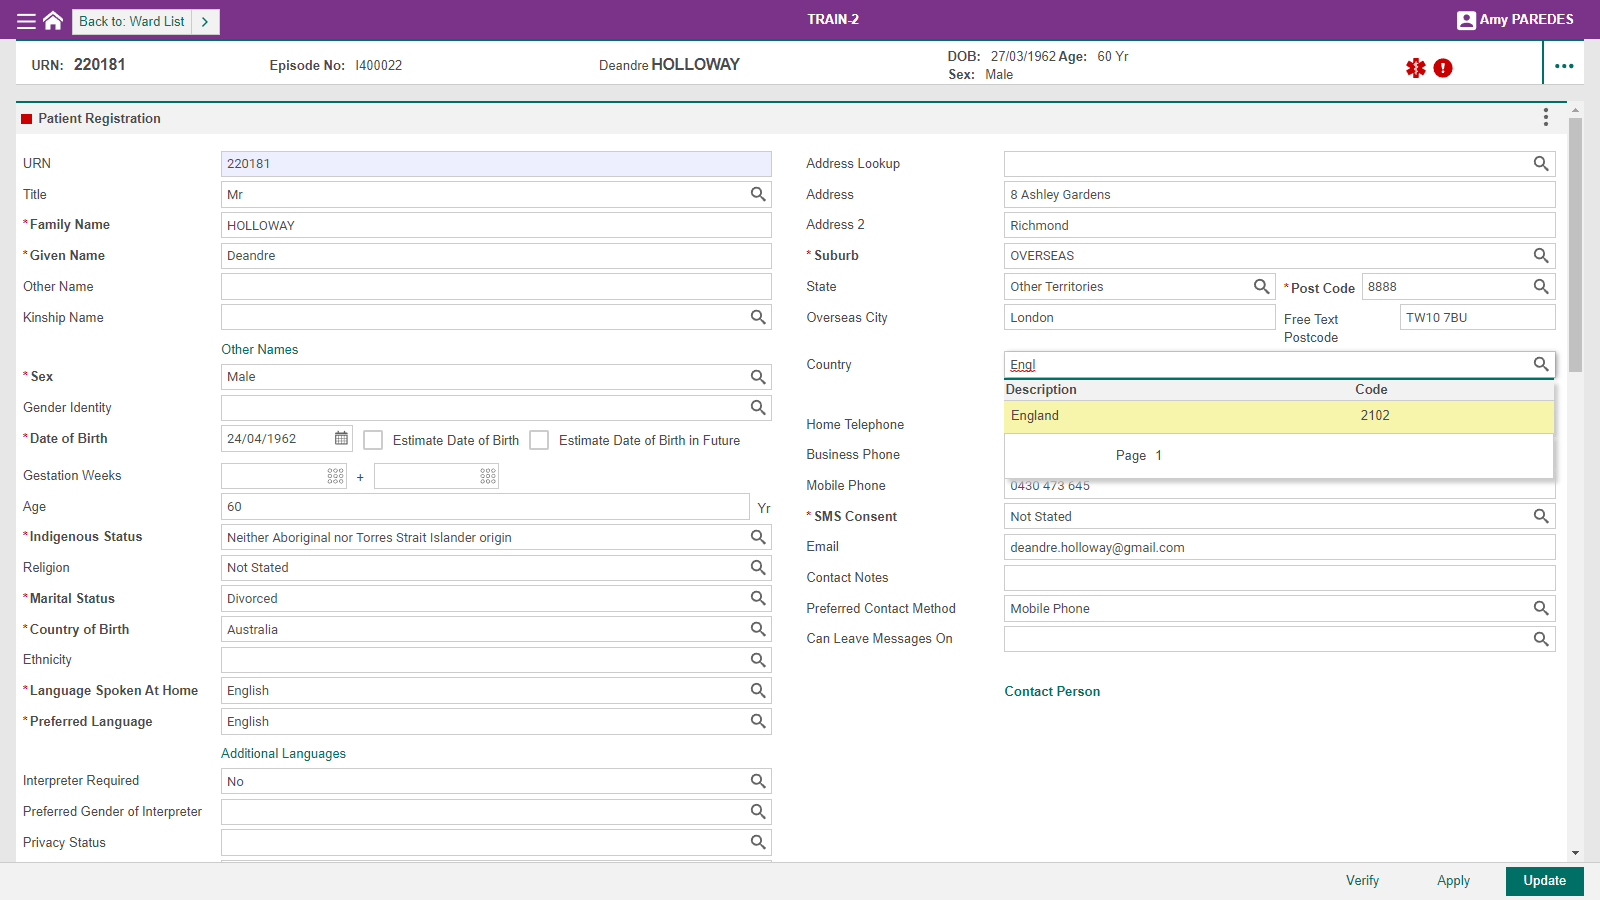 Back to: Ward List
TRAIN-2
Amy PAREDES
URN: 220181
Episode No: I400022
Deandre HOLLOWAY
DOB: 27/03/1962 Age: 60 Yr
Sex: Male
Patient Registration
URN 220181
Title Mr
*Family Name HOLLOWAY
*Given Name Deandre
Other Name
Kinship Name
Other Names
*Sex Male
Gender Identity
*Date of Birth 24/04/1962 Estimate Date of Birth Estimate Date of Birth in Future
Gestation Weeks +
Age 60 Yr
*Indigenous Status Neither Aboriginal nor Torres Strait Islander origin
Religion Not Stated
*Marital Status Divorced
*Country of Birth Australia
Ethnicity
*Language Spoken At Home English
*Preferred Language English
Additional Languages
Interpreter Required No
Preferred Gender of Interpreter
Privacy Status
Address Lookup
Address 8 Ashley Gardens
Address 2 Richmond
*Suburb OVERSEAS
State Other Territories *Post Code 8888
Overseas City London Free Text Postcode TW10 7BU
Country Engl
Description Code
England 2102
Page 1
Home Telephone
Business Phone
Mobile Phone 0430 473 645
*SMS Consent Not Stated
Email deandre.holloway@gmail.com
Contact Notes
Preferred Contact Method Mobile Phone
Can Leave Messages On
Contact Person
Verify
Apply
Update